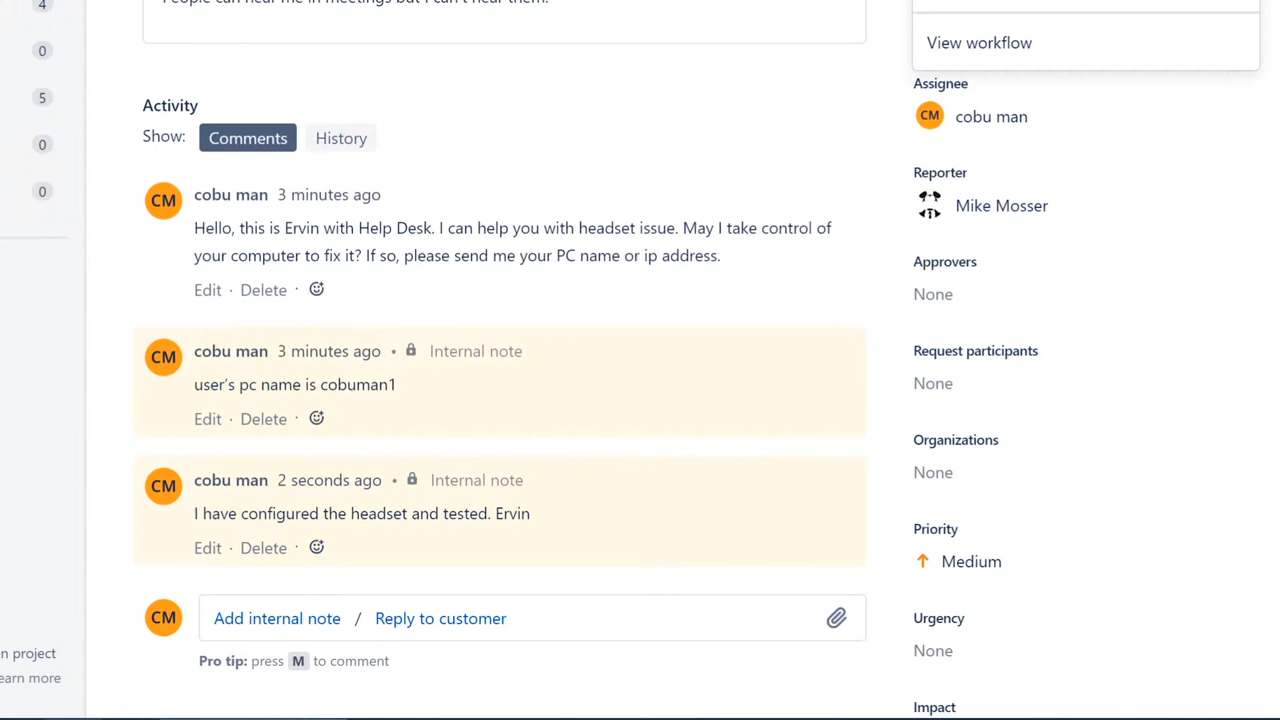 4
People can hear me in meetings but I can't hear them.
View workflow
0
5
Activity
Assignee
CM cobu man
Show: Comments History
0
Reporter
Mike Mosser
0
CM cobu man 3 minutes ago
Hello, this is Ervin with Help Desk. I can help you with headset issue. May I take control of
your computer to fix it? If so, please send me your PC name or ip address.
Edit · Delete ·
Approvers
None
CM cobu man 3 minutes ago • Internal note
user's pc name is cobuman1
Edit · Delete ·
Request participants
None
Organizations
None
CM cobu man 2 seconds ago • Internal note
I have configured the headset and tested. Ervin
Edit · Delete ·
Priority
Medium
CM Add internal note / Reply to customer
Pro tip: press M to comment
Urgency
None
n project
earn more
Impact